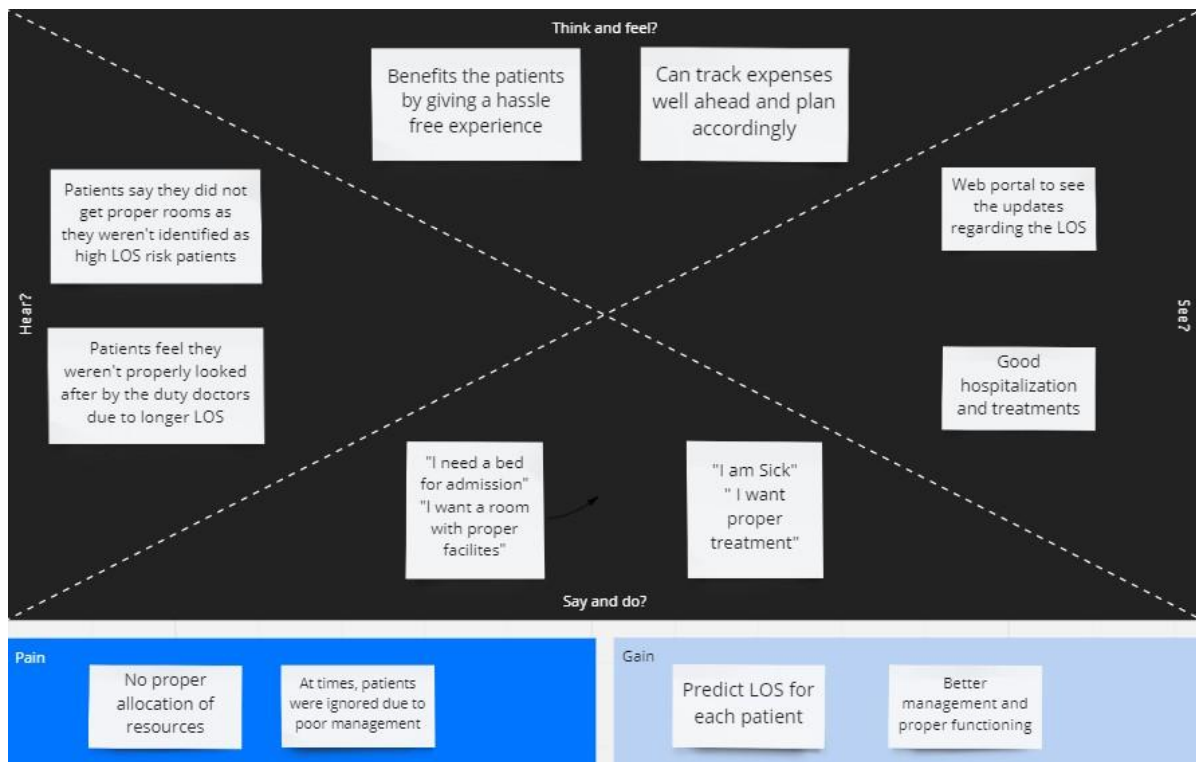 Think and feel?
Benefits the patients
by giving a hassle
free experience
Can track expenses
well ahead and plan
accordingly
Hear?
Patients say they did not
get proper rooms as
they weren't identified as
high LOS risk patients
Patients feel they
weren't properly looked
after by the duty doctors
due to longer LOS
See?
Web portal to see
the updates
regarding the LOS
Good
hospitalization
and treatments
"I need a bed
for admission"
"I want a room
with proper
facilites"
"I am Sick"
" I want
proper
treatment"
Say and do?
Pain
No proper
allocation of
resources
At times, patients
were ignored due to
poor management
Gain
Predict LOS for
each patient
Better
management and
proper functioning